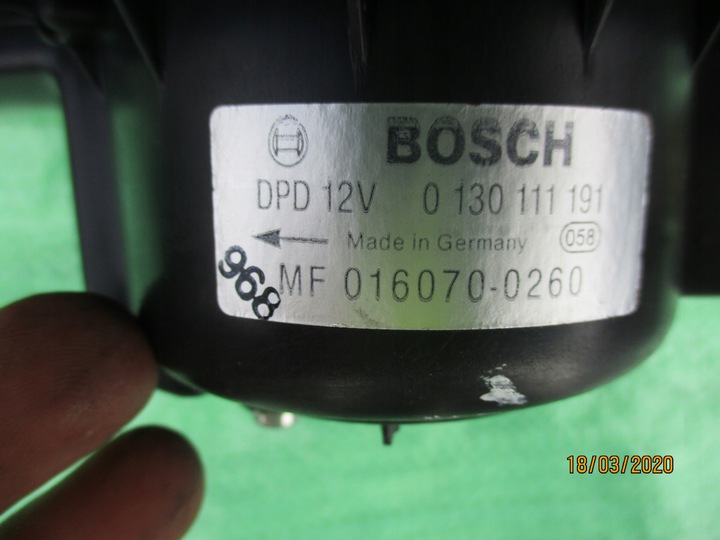 BOSCH
DPD 12V 0 130 111 191
Made in Germany 058
MF 016070-0260
968
18/03/2020